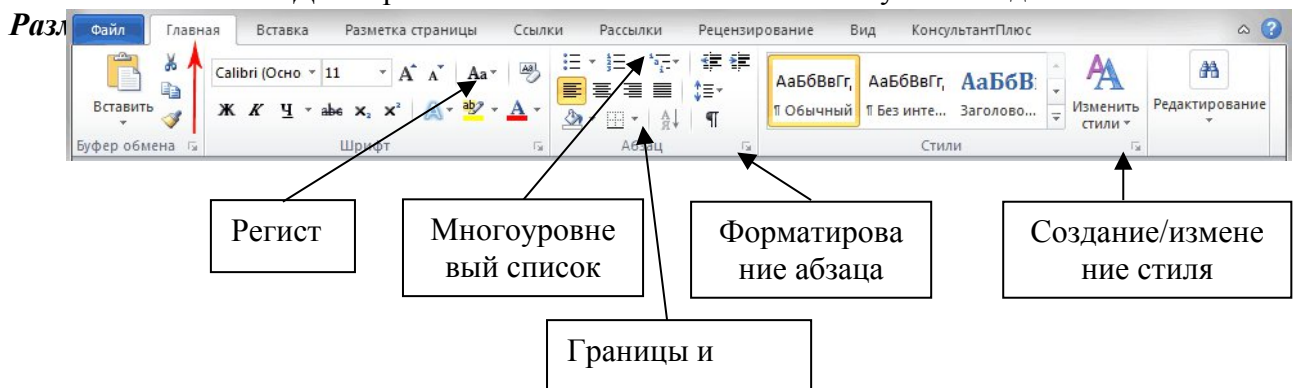 Файл Главная Вставка Разметка страницы Ссылки Рассылки Рецензирование Вид КонсультантПлюс
Calibri (Осно 11 Aa
АаБбВвГг, АаБбВвГг, АаБбВ
Вставить
Ж К Ч abc x₂ x² A
¶ Обычный ¶ Без инте... Заголово...
Изменить стили
Редактирование
Буфер обмена Шрифт Абзац Стили
Регист
Многоуровне
вый список
Форматирова
ние абзаца
Создание/измене
ние стиля
Границы и